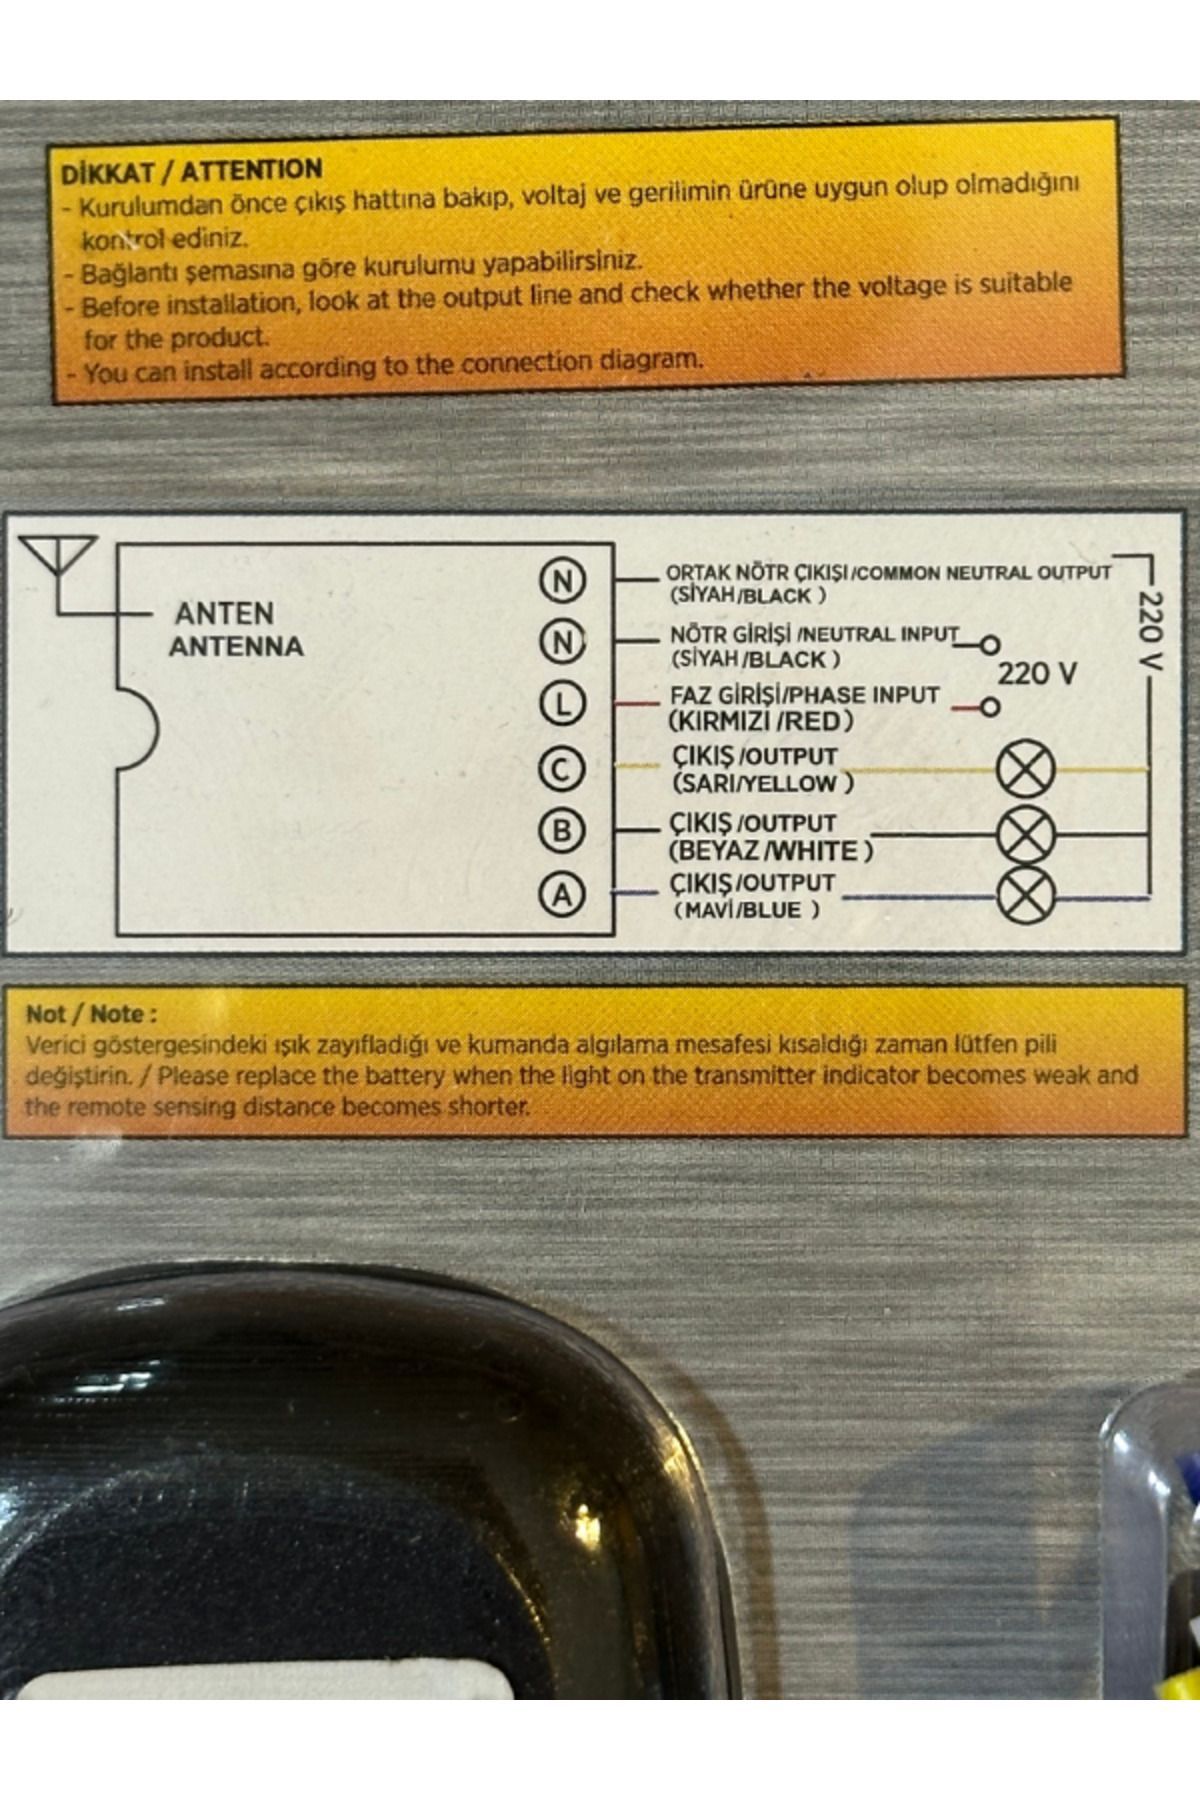 DİKKAT / ATTENTION
- Kurulumdan önce çıkış hattına bakıp, voltaj ve gerilimin ürüne uygun olup olmadığını
kontrol ediniz.
- Bağlantı şemasına göre kurulumu yapabilirsiniz.
- Before installation, look at the output line and check whether the voltage is suitable
for the product.
- You can install according to the connection diagram.
ANTEN
ANTENNA
N
ORTAK NÖTR ÇIKIŞI/COMMON NEUTRAL OUTPUT
(SİYAH/BLACK )
N
NÖTR GİRİŞİ /NEUTRAL INPUT
(SİYAH/BLACK )
220 V
220 V
L
FAZ GİRİŞİ/PHASE INPUT
(KIRMIZI /RED)
C
ÇIKIŞ/OUTPUT
(SARI/YELLOW )
B
ÇIKIŞ/OUTPUT
(BEYAZ/WHITE )
A
ÇIKIŞ/OUTPUT
(MAVİ/BLUE )
Not / Note :
Verici göstergesindeki ışık zayıfladığı ve kumanda algılama mesafesi kısaldığı zaman lütfen pili
değiştirin. / Please replace the battery when the light on the transmitter indicator becomes weak and
the remote sensing distance becomes shorter.